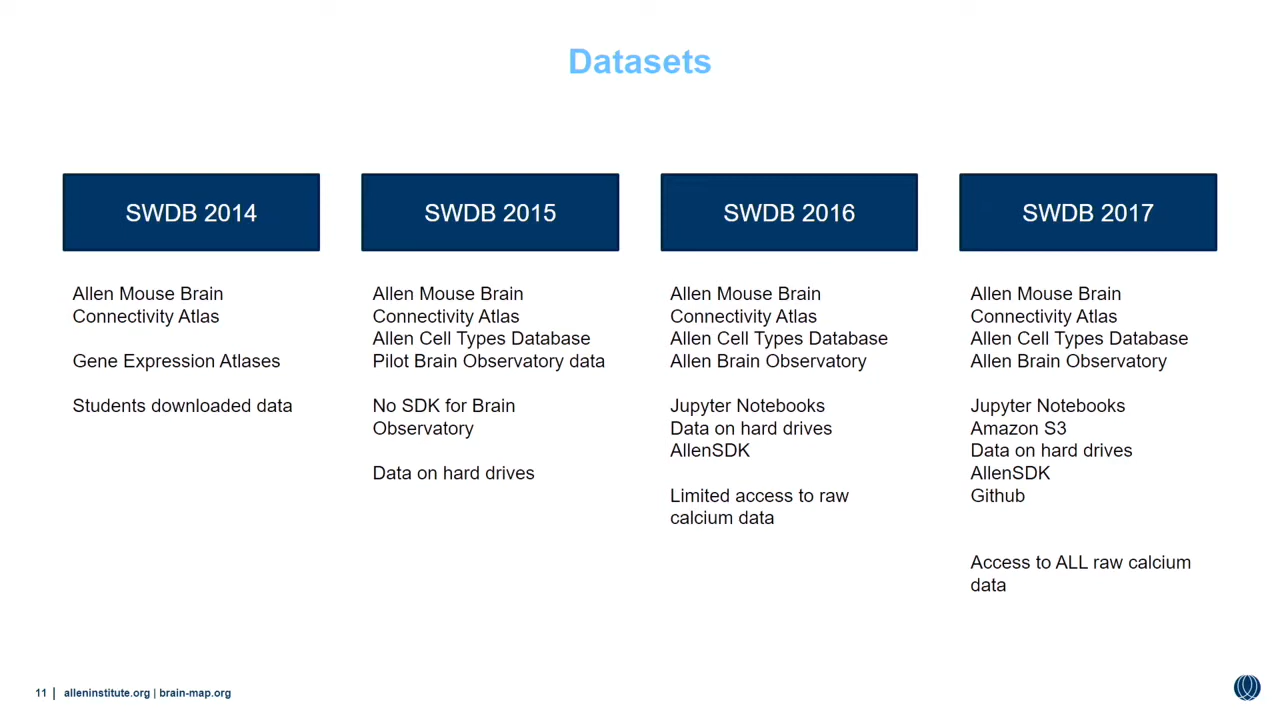 Datasets
SWDB 2014
Allen Mouse Brain
Connectivity Atlas
Gene Expression Atlases
Students downloaded data
SWDB 2015
Allen Mouse Brain
Connectivity Atlas
Allen Cell Types Database
Pilot Brain Observatory data
No SDK for Brain
Observatory
Data on hard drives
SWDB 2016
Allen Mouse Brain
Connectivity Atlas
Allen Cell Types Database
Allen Brain Observatory
Jupyter Notebooks
Data on hard drives
AllenSDK
Limited access to raw
calcium data
SWDB 2017
Allen Mouse Brain
Connectivity Atlas
Allen Cell Types Database
Allen Brain Observatory
Jupyter Notebooks
Amazon S3
Data on hard drives
AllenSDK
Github
Access to ALL raw calcium
data
11 | alleninstitute.org | brain-map.org